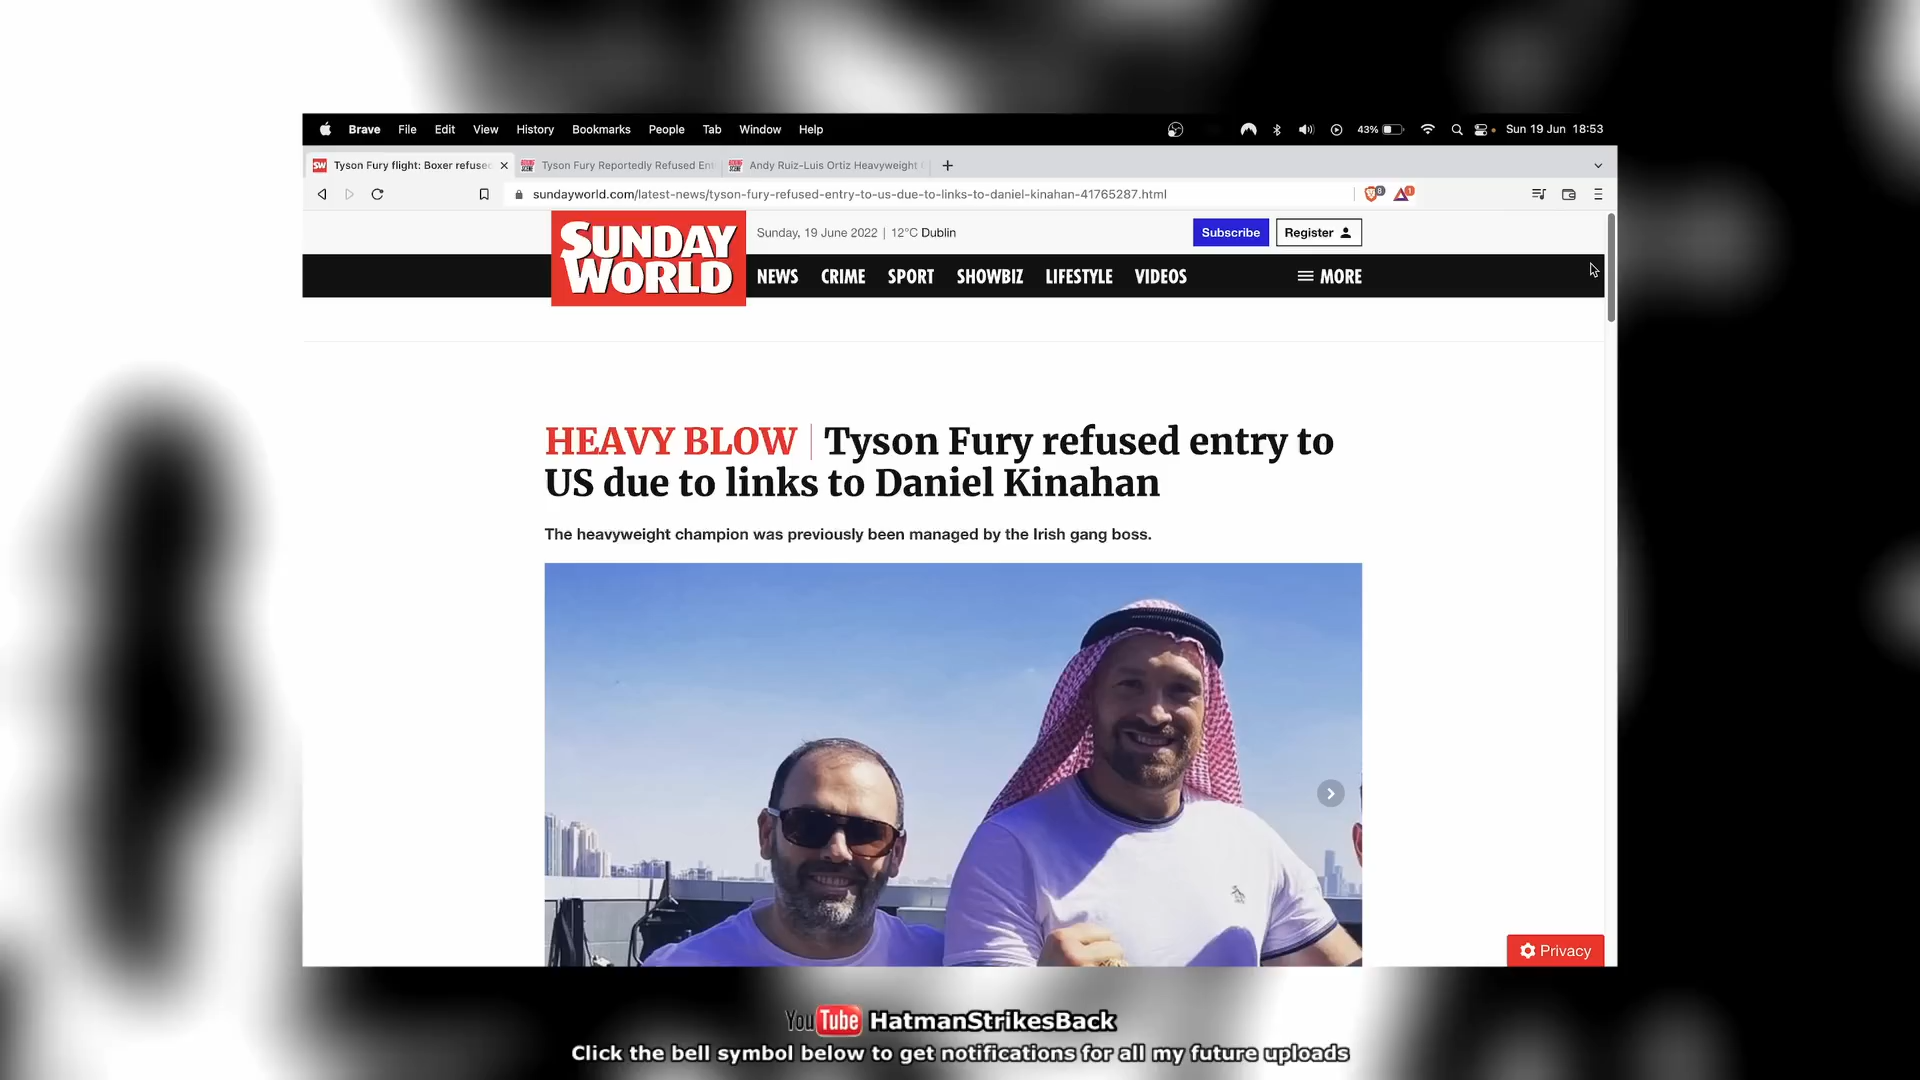 Brave File Edit View History Bookmarks People Tab Window Help 43% Sun 19 Jun 18:53
Tyson Fury flight: Boxer refused Tyson Fury Reportedly Refused Ent Andy Ruiz-Luis Ortiz Heavyweight
sundayworld.com/latest-news/tyson-fury-refused-entry-to-us-due-to-links-to-daniel-kinahan-41765287.html 8 1
SUNDAY WORLD
Sunday, 19 June 2022 | 12°C Dublin Subscribe Register
NEWS CRIME SPORT SHOWBIZ LIFESTYLE VIDEOS MORE
HEAVY BLOW | Tyson Fury refused entry to
US due to links to Daniel Kinahan
The heavyweight champion was previously been managed by the Irish gang boss.
Privacy
YouTube HatmanStrikesBack
Click the bell symbol below to get notifications for all my future uploads